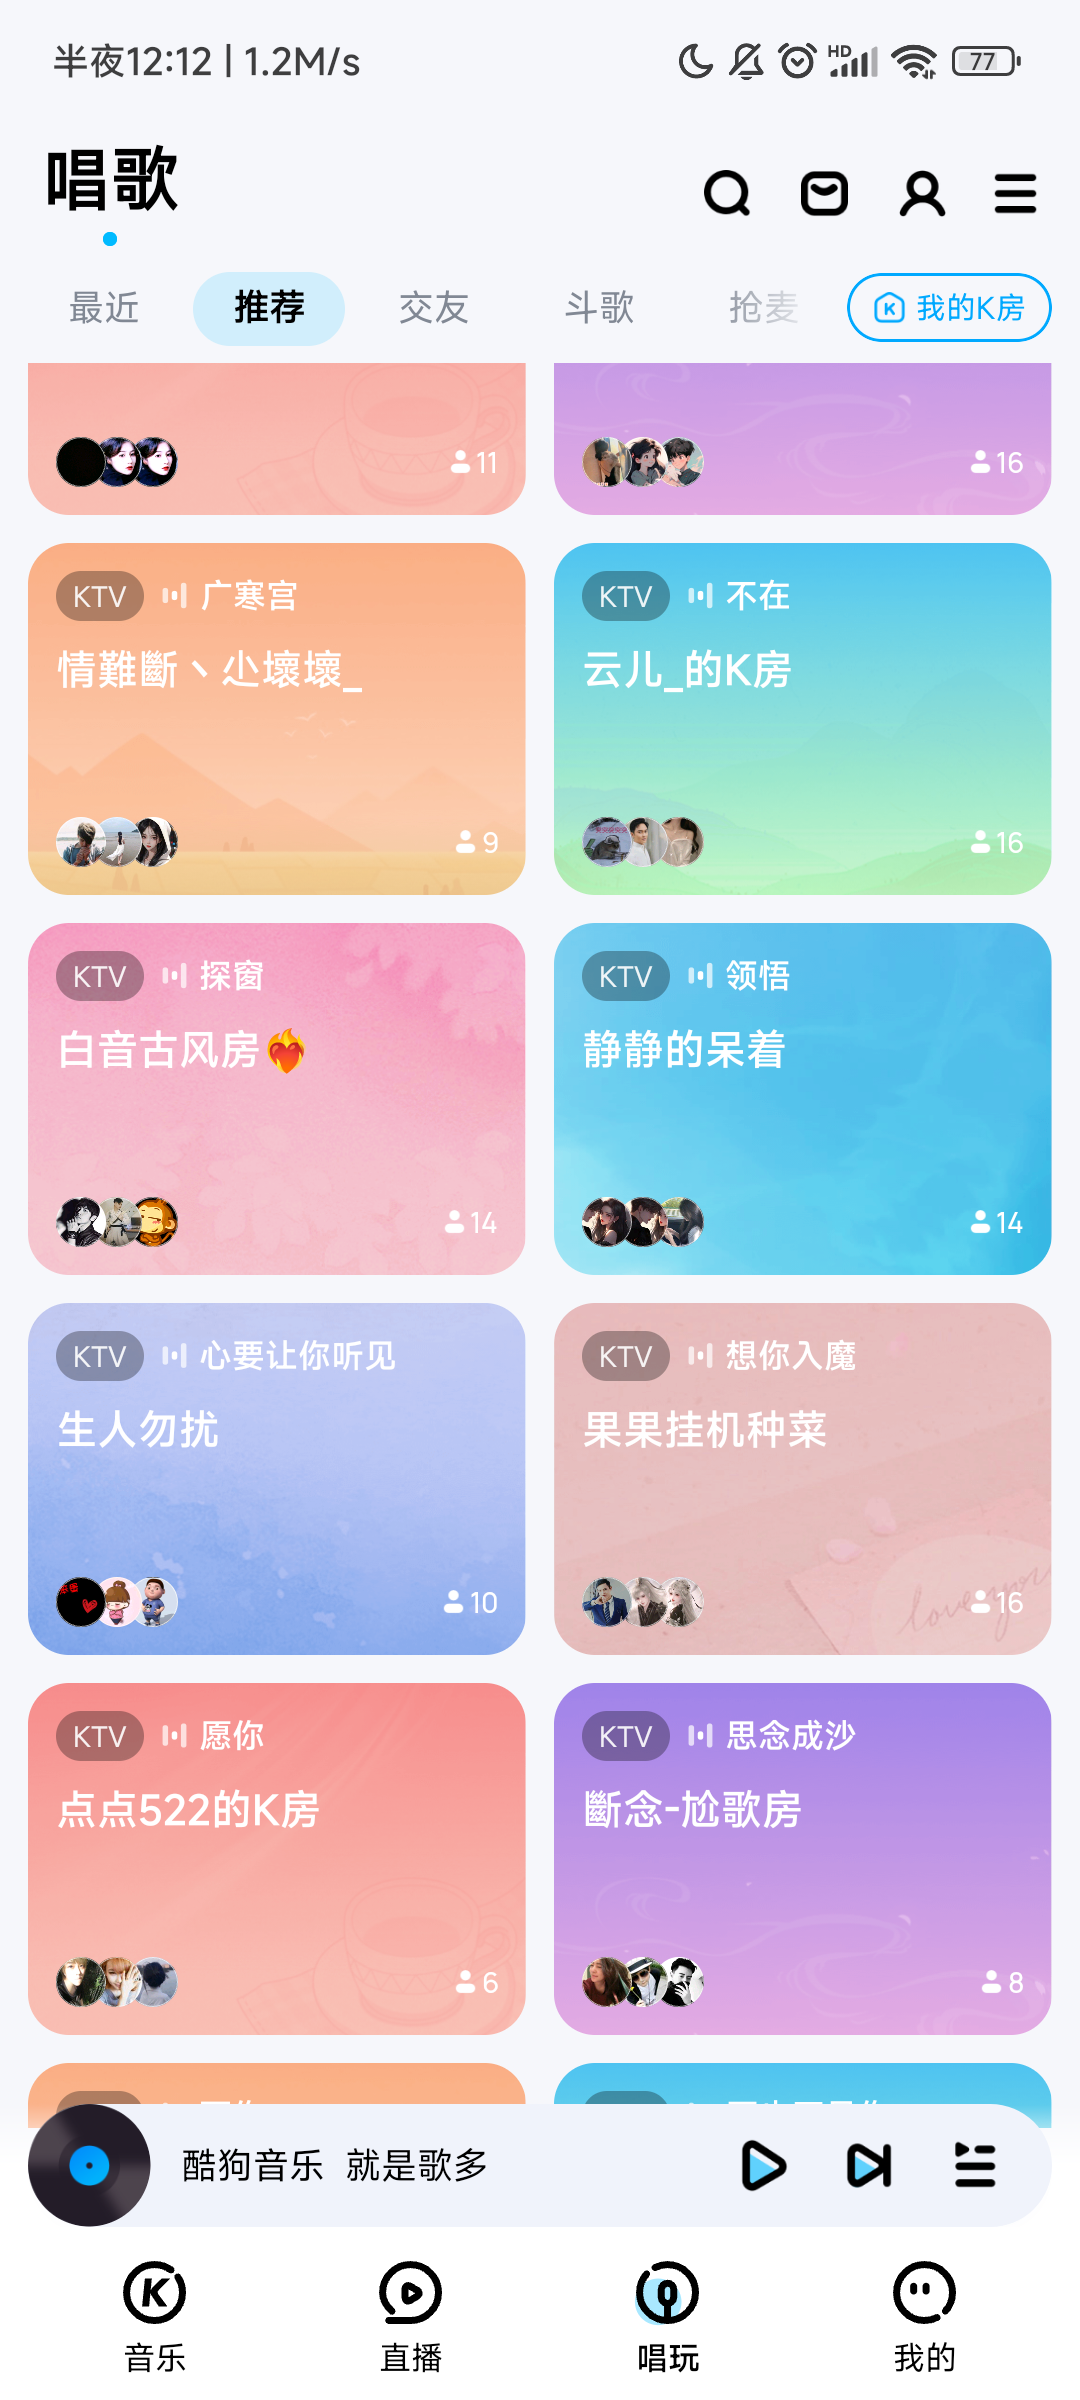 半夜12:12 | 1.2M/s
HD
77
唱歌
最近 推荐 交友 斗歌 抢麦 我的K房
11
16
KTV 广寒宫
情難斷丶尐壞壞_
9
KTV 不在
云儿_的K房
16
KTV 探窗
白音古风房❤️‍🔥
14
KTV 领悟
静静的呆着
14
KTV 心要让你听见
生人勿扰
10
KTV 想你入魔
果果挂机种菜
love you
16
KTV 愿你
点点522的K房
6
KTV 思念成沙
斷念-尬歌房
8
酷狗音乐 就是歌多
音乐 直播 唱玩 我的